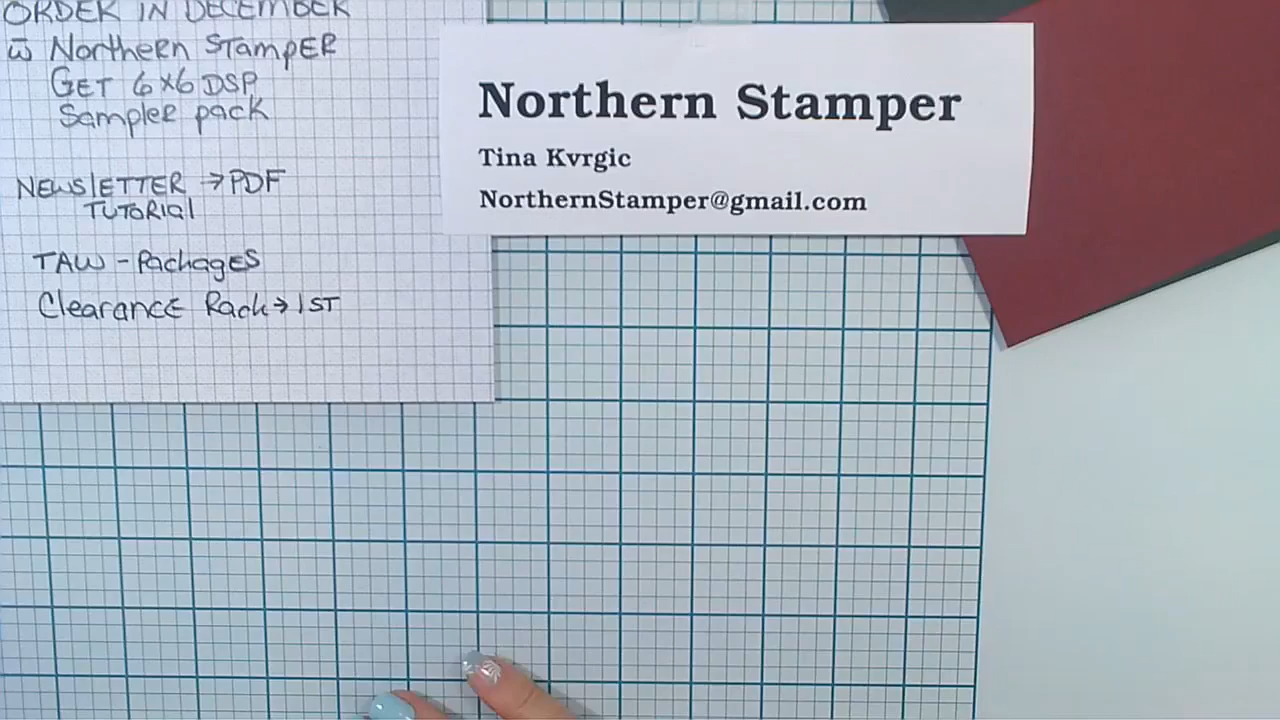 ORDER IN DECEMBER
w̄ Northern Stamper
GET 6x6 DSP
Sampler pack
NEWSLETTER → PDF
TUTORIAL
TAW - Packages
Clearance Rack → 1ST
Northern Stamper
Tina Kvrgic
NorthernStamper@gmail.com